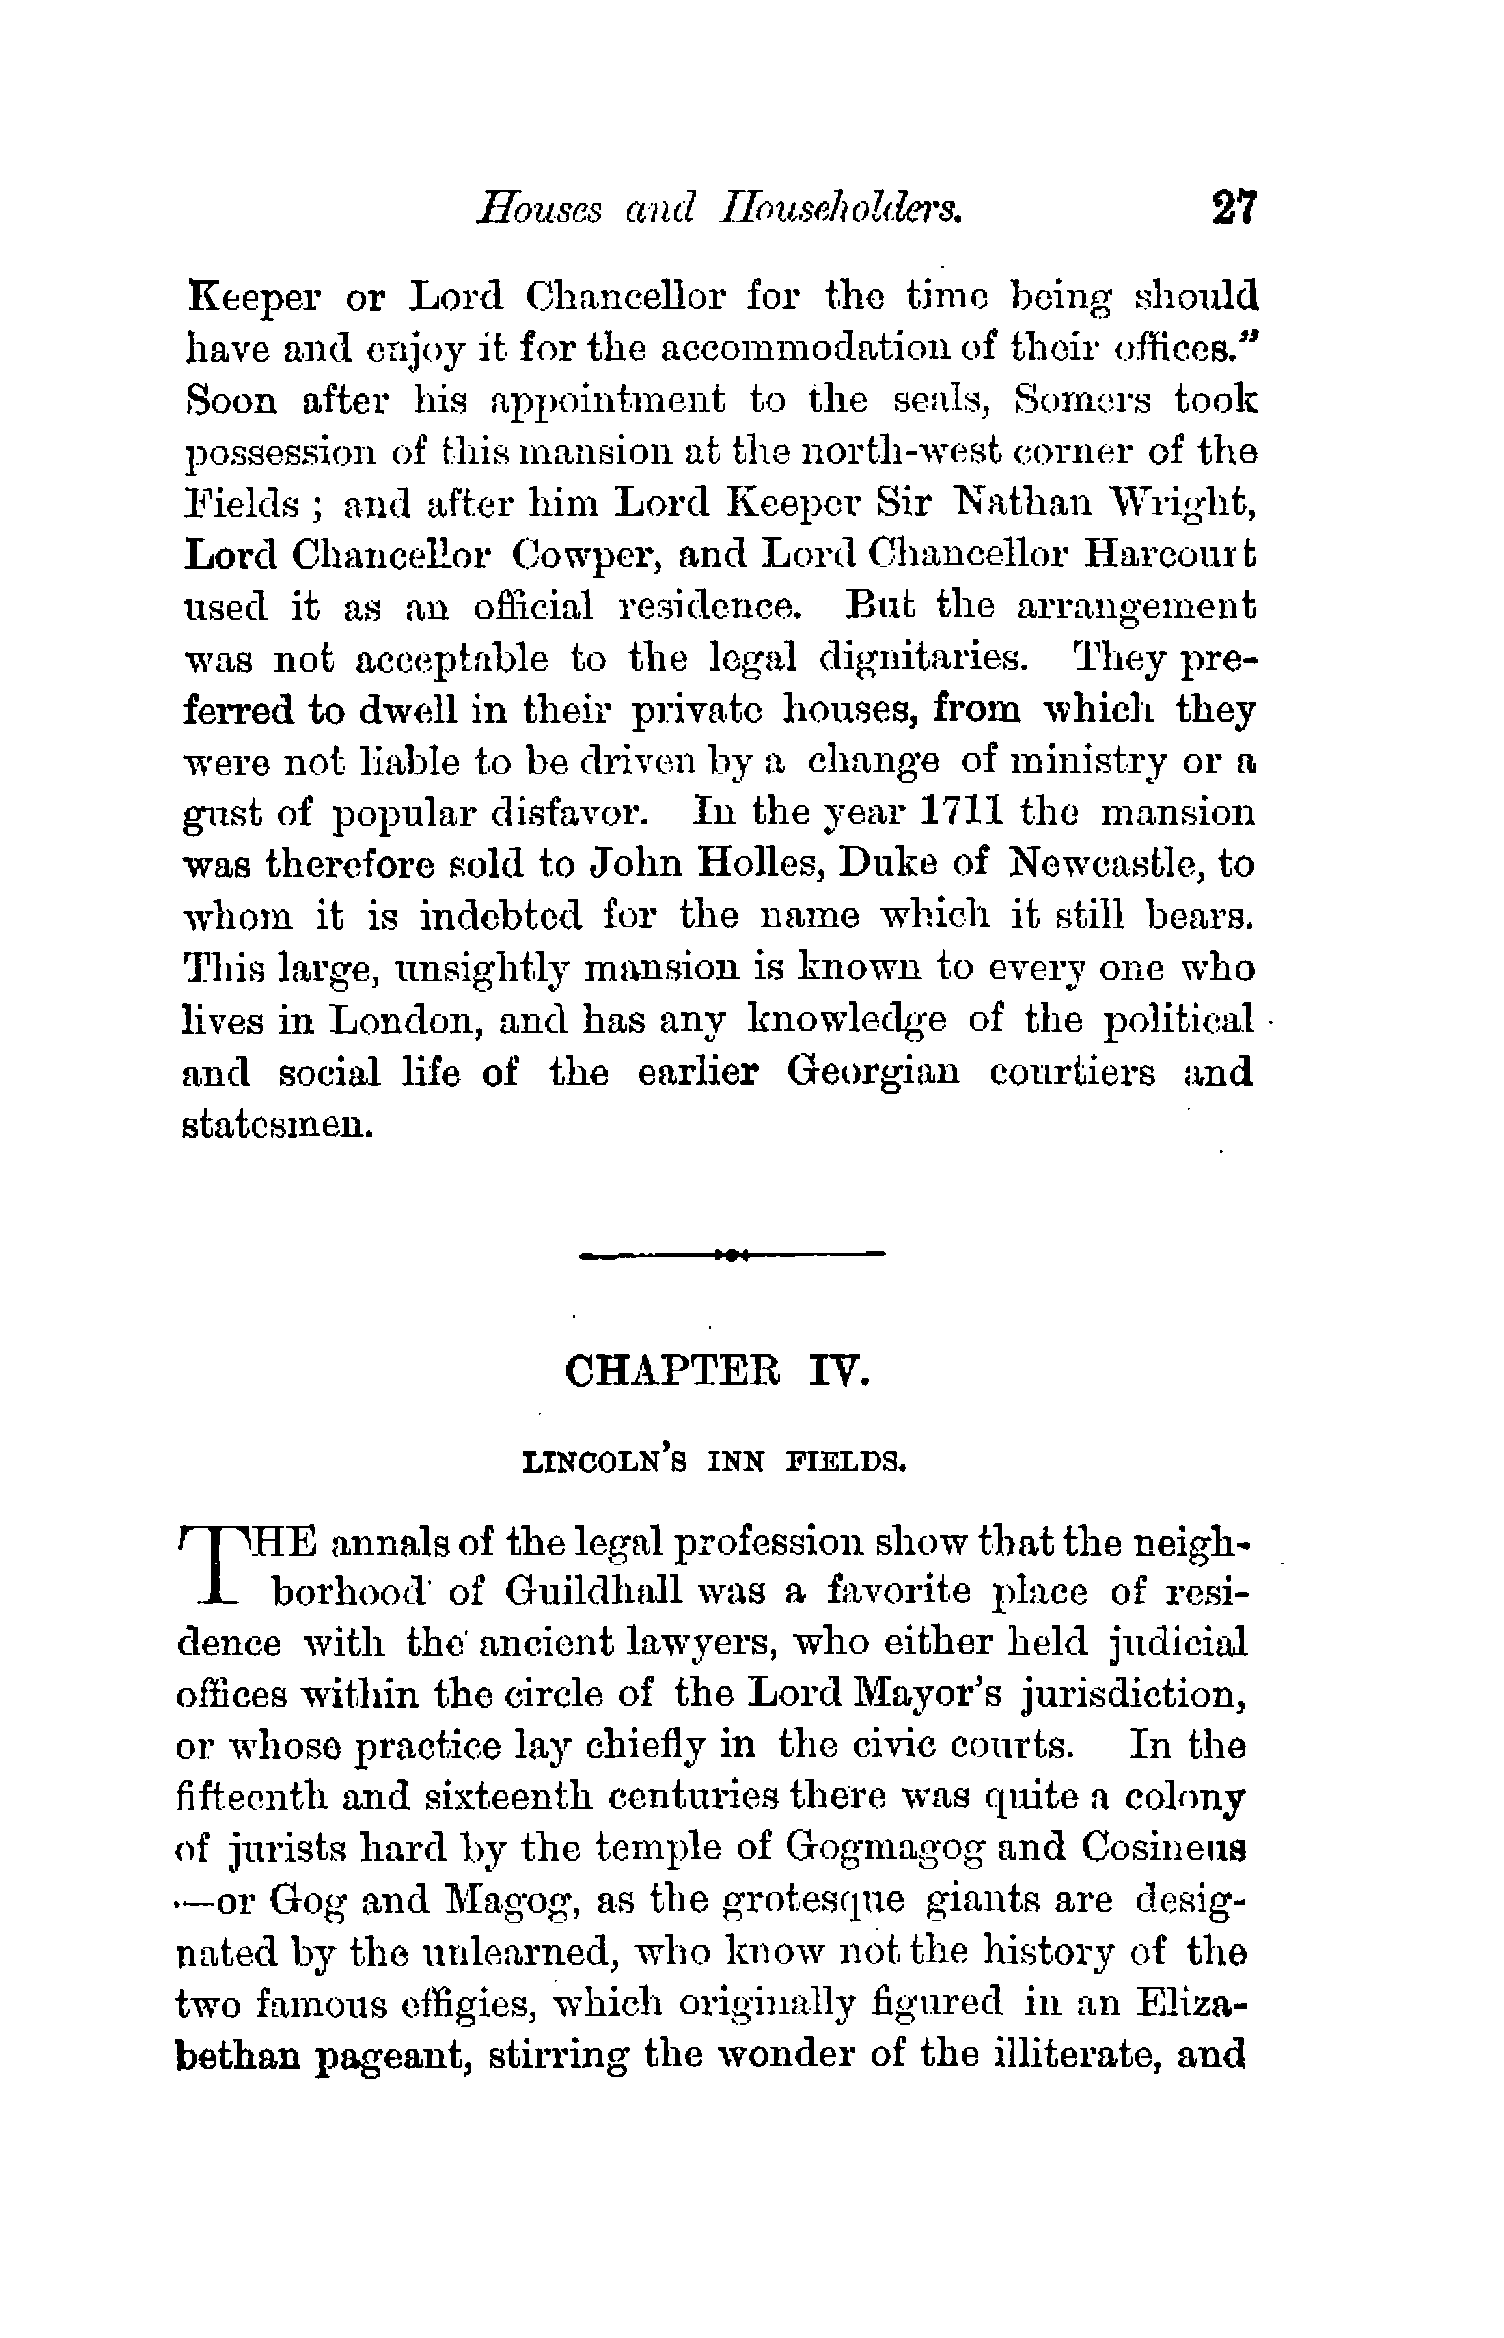 Houses and Householders. 27
Keeper or Lord Chancellor for the time being should
have and enjoy it for the accommodation of their offices."
Soon after his appointment to the seals, Somers took
possession of this mansion at the north-west corner of the
Fields ; and after him Lord Keeper Sir Nathan Wright,
Lord Chancellor Cowper, and Lord Chancellor Harcourt
used it as an official residence. But the arrangement
was not acceptable to the legal dignitaries. They pre-
ferred to dwell in their private houses, from which they
were not liable to be driven by a change of ministry or a
gust of popular disfavor. In the year 1711 the mansion
was therefore sold to John Holles, Duke of Newcastle, to
whom it is indebted for the name which it still bears.
This large, unsightly mansion is known to every one who
lives in London, and has any knowledge of the political
and social life of the earlier Georgian courtiers and
statesmen.
CHAPTER IV.
LINCOLN'S INN FIELDS.
THE annals of the legal profession show that the neigh-
borhood of Guildhall was a favorite place of resi-
dence with the ancient lawyers, who either held judicial
offices within the circle of the Lord Mayor's jurisdiction,
or whose practice lay chiefly in the civic courts. In the
fifteenth and sixteenth centuries there was quite a colony
of jurists hard by the temple of Gogmagog and Cosineus
—or Gog and Magog, as the grotesque giants are desig-
nated by the unlearned, who know not the history of the
two famous effigies, which originally figured in an Eliza-
bethan pageant, stirring the wonder of the illiterate, and